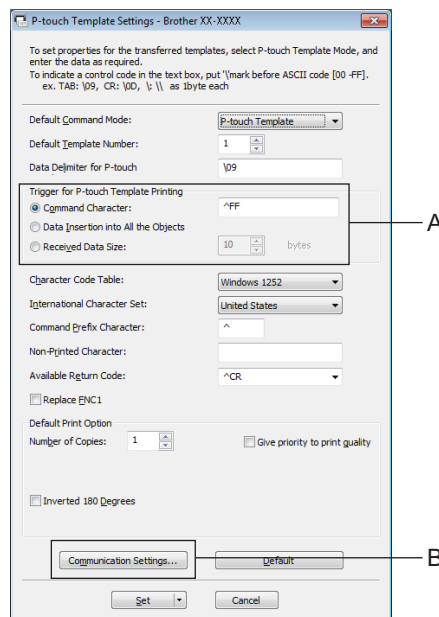 P-touch Template Settings - Brother XX-XXXX
To set properties for the transferred templates, select P-touch Template Mode, and
enter the data as required.
To indicate a control code in the text box, put '\'mark before ASCII code [00 -FF].
ex. TAB: \09, CR: \0D, \; \\ as 1byte
each
Default Command Mode: P-touch Template
Default Template Number: 1
Data Delimiter for P-touch \09
Trigger for P-touch Template Printing
Command Character: ^FF
A
Data Insertion into All the Objects
Received Data Size: 10 bytes
Character Code Table: Windows 1252
International Character Set: United States
Command Prefix Character: ^
Non-Printed Character:
Available Return Code: ^CR
Replace FNC1
Default Print Option
Number of Copies: 1 Give priority to print quality
Inverted 180 Degrees
Communication Settings... Default
B
Set Cancel